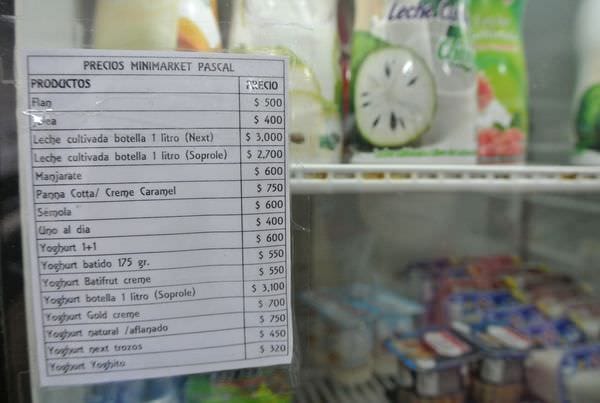 PRECIOS MINIMARKET PASCAL
PRODUCTOS PRECIO
Flan $ 500
Jalea $ 400
Leche cultivada botella 1 litro (Next) $ 3,000
Leche cultivada botella 1 litro (Soprole) $ 2,700
Manjarate $ 600
Panna Cotta/ Creme Caramel $ 750
Sémola $ 600
Uno al dia $ 400
Yoghurt 1+1 $ 600
Yoghurt batido 175 gr. $ 550
Yoghurt Batifrut creme $ 550
Yoghurt botella 1 litro (Soprole) $ 3,100
Yoghurt Gold creme $ 700
Yoghurt natural /aflanado $ 750
Yoghurt next trozos $ 450
Yoghurt Yoghito $ 320